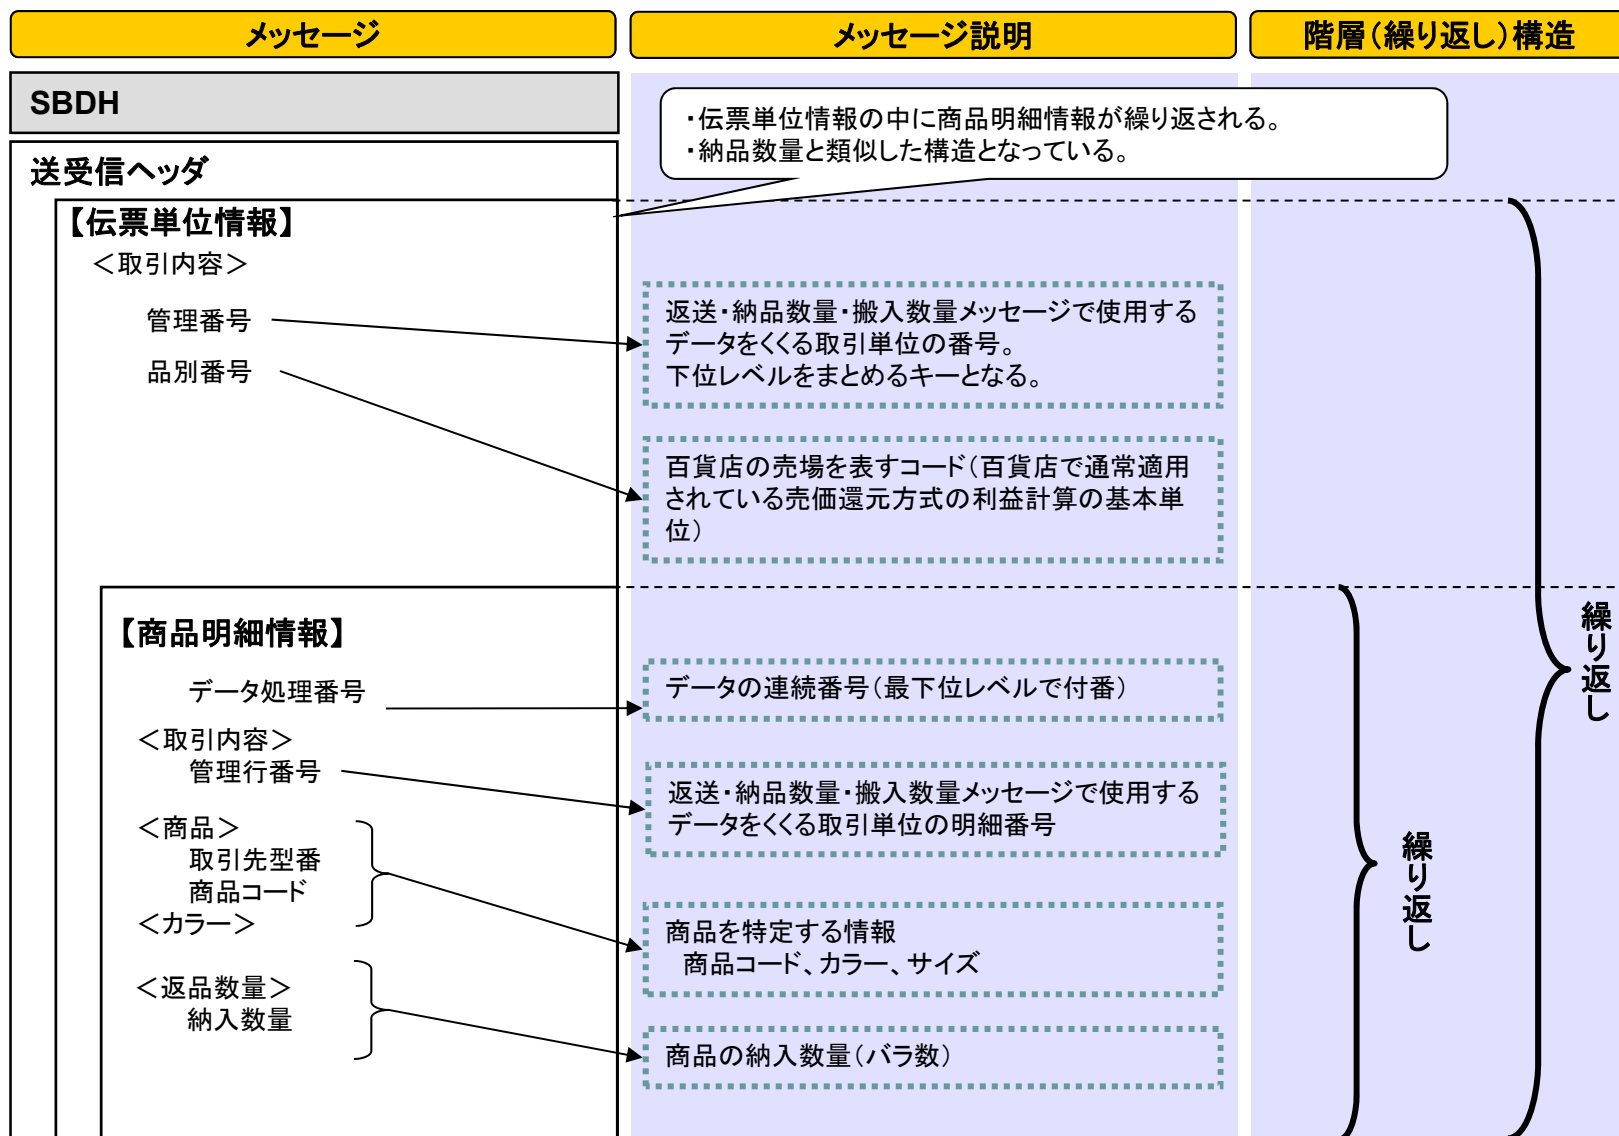 メッセージ
メッセージ説明
階層（繰り返し）構造
SBDH
・伝票単位情報の中に商品明細情報が繰り返される。
・納品数量と類似した構造となっている。
送受信ヘッダ
【伝票単位情報】
＜取引内容＞
管理番号
品別番号
返送・納品数量・搬入数量メッセージで使用する
データをくくる取引単位の番号。
下位レベルをまとめるキーとなる。
百貨店の売場を表すコード（百貨店で通常適用
されている売価還元方式の利益計算の基本単
位）
【商品明細情報】
データ処理番号
データの連続番号（最下位レベルで付番）
＜取引内容＞
管理行番号
返送・納品数量・搬入数量メッセージで使用する
データをくくる取引単位の明細番号
＜商品＞
取引先型番
商品コード
＜カラー＞
商品を特定する情報
商品コード、カラー、サイズ
＜返品数量＞
納入数量
商品の納入数量（バラ数）
繰り返し
繰り返し